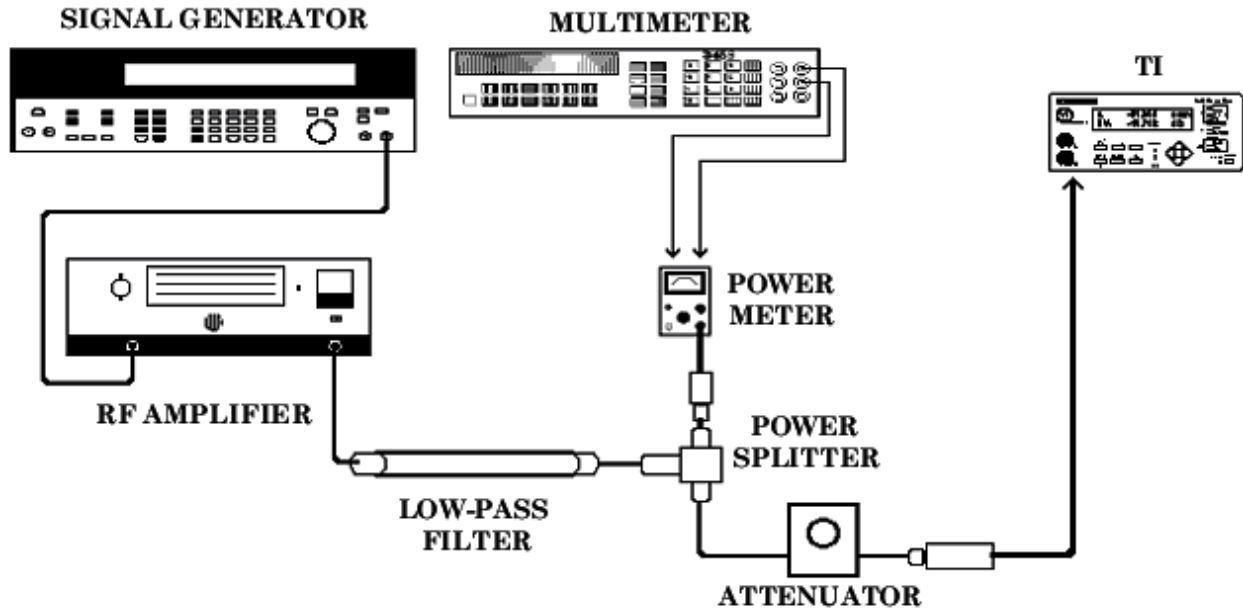 SIGNAL GENERATOR
MULTIMETER
TI
POWER
METER
RF AMPLIFIER
POWER
SPLITTER
LOW-PASS
FILTER
ATTENUATOR